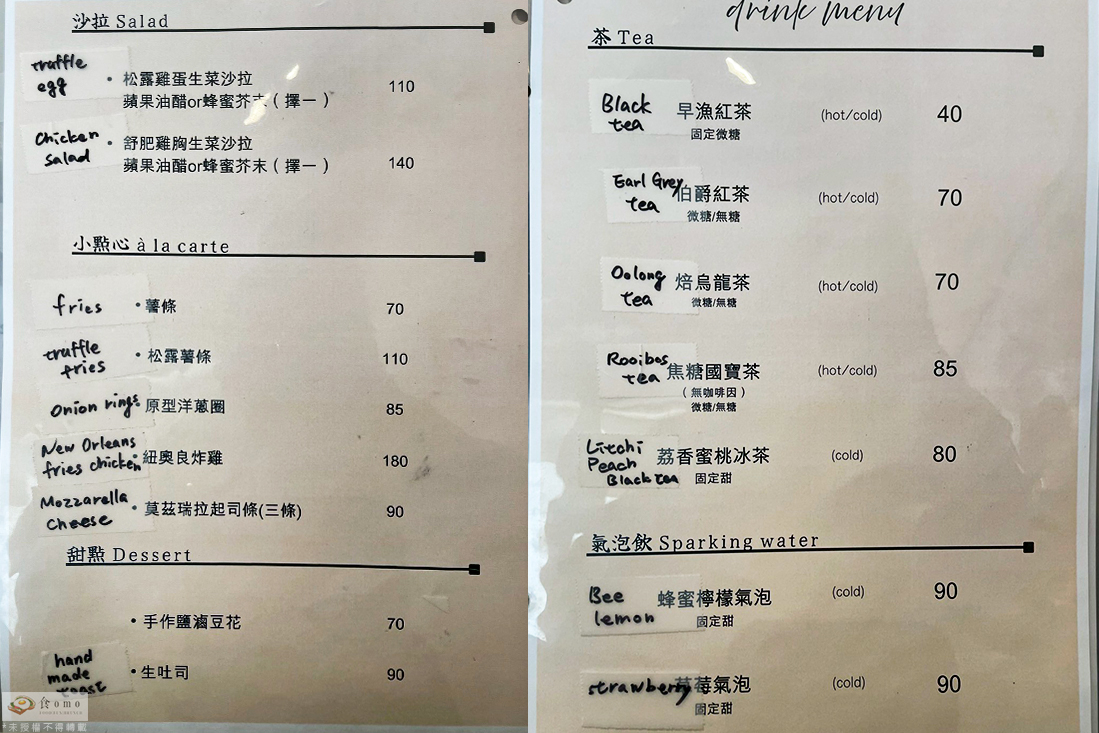 沙拉 Salad
truffle
egg
• 松露雞蛋生菜沙拉 110
蘋果油醋or蜂蜜芥末（擇一）
chicken
salad
• 舒肥雞胸生菜沙拉
蘋果油醋or蜂蜜芥末（擇一） 140
小點心 à la carte
fries • 薯條 70
truffle
fries
• 松露薯條 110
onion rings • 原型洋蔥圈 85
New Orleans
fries chicken
• 紐奧良炸雞 180
Mozzarella
cheese
• 莫茲瑞拉起司條(三條) 90
甜點 Dessert
• 手作鹽滷豆花 70
hand
made
toast
• 生吐司 90
食omo
*未授權不得轉載
drink menu
茶 Tea
Black
tea
早漁紅茶 (hot/cold) 40
固定微糖
Earl Grey
tea
伯爵紅茶 (hot/cold) 70
微糖/無糖
Oolong
tea
焙烏龍茶 (hot/cold) 70
微糖/無糖
Rooibos
tea
焦糖國寶茶 (hot/cold) 85
（無咖啡因）
微糖/無糖
Litchi
Peach
Black tea
荔香蜜桃冰茶 (cold) 80
固定甜
氣泡飲 Sparking water
Bee
lemon
蜂蜜檸檬氣泡 (cold) 90
固定甜
strawberry
草莓氣泡 (cold) 90
固定甜